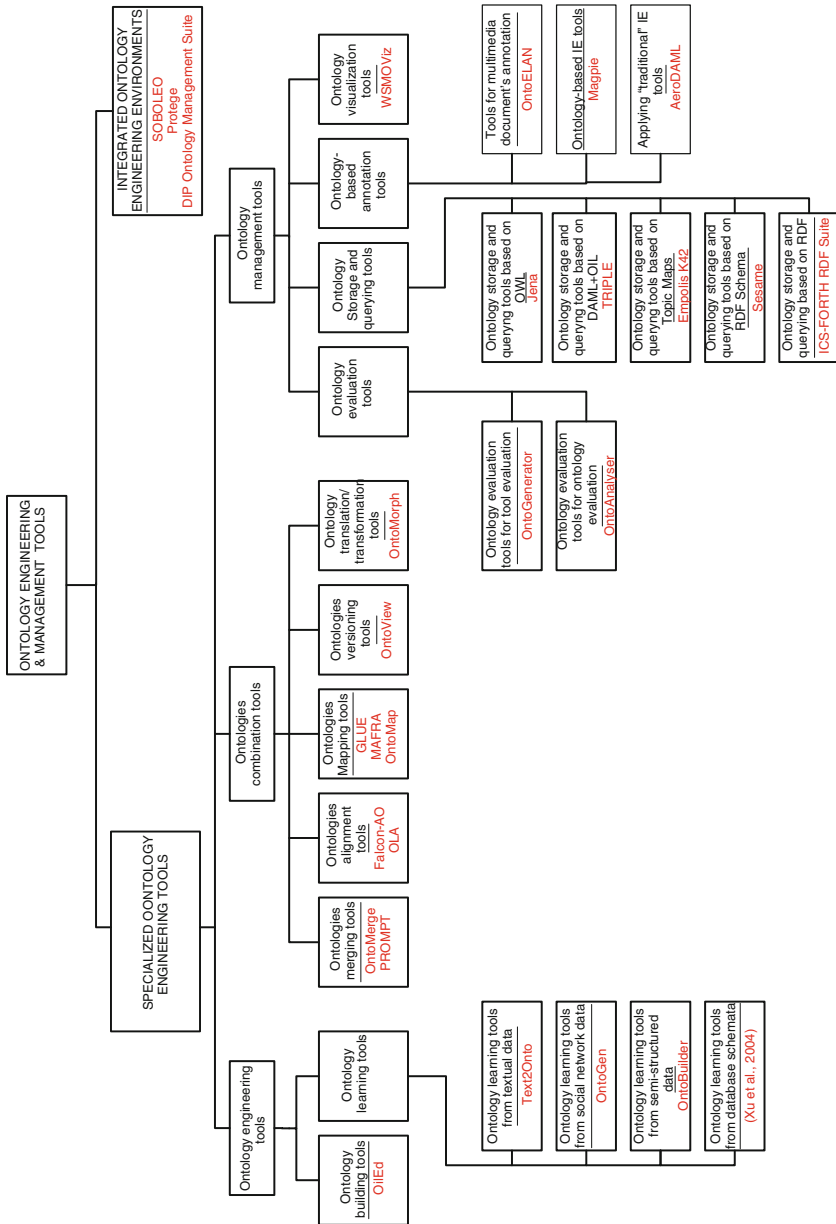 ONTOLOGY ENGINEERING
& MANAGEMENT TOOLS
SPECIALIZED OONTOLOGY
ENGINEERING TOOLS
INTEGRATED ONTOLOGY
ENGINEERING ENVIRONMENTS
SOBOLEO
Protege
DIP Ontology Management Suite
Ontology engineering
tools
Ontologies
combination tools
Ontology
management tools
Ontology
building tools
OilEd
Ontology
learning tools
Ontologies
merging tools
OntoMerge
PROMPT
Ontologies
alignment
tools
Falcon-AO
OLA
Ontologies
Mapping tools
GLUE
MAFRA
OntoMap
Ontologies
versioning
tools
OntoView
Ontology
translation/
transformation
tools
OntoMorph
Ontology
evaluation
tools
Ontology
Storage and
querying tools
Ontology-
based
annotation
tools
Ontology
visualization
tools
WSMOViz
Ontology learning tools
from textual data
Text2Onto
Ontology learning tools
from social network data
OntoGen
Ontology learning tools
from semi-structured
data
OntoBuilder
Ontology learning tools
from database schemata
(Xu et al., 2004)
Ontology evaluation
tools for tool evaluation
OntoGenerator
Ontology evaluation
tools for ontology
evaluation
OntoAnalyser
Ontology storage and
queryng tools based on
OWL
Jena
Ontology storage and
queryng tools based on
DAML+OIL
TRIPLE
Ontology storage and
queryng tools based on
Topic Maps
Empolis K42
Ontology storage and
querying tools based on
RDF Schema
Sesame
Ontology storage and
querying based on RDF
ICS-FORTH RDF Suite
Tools for multimedia
document's annotation
OntoELAN
Ontology-based IE tools
Magpie
Applying “traditional” IE
tools
AeroDAML